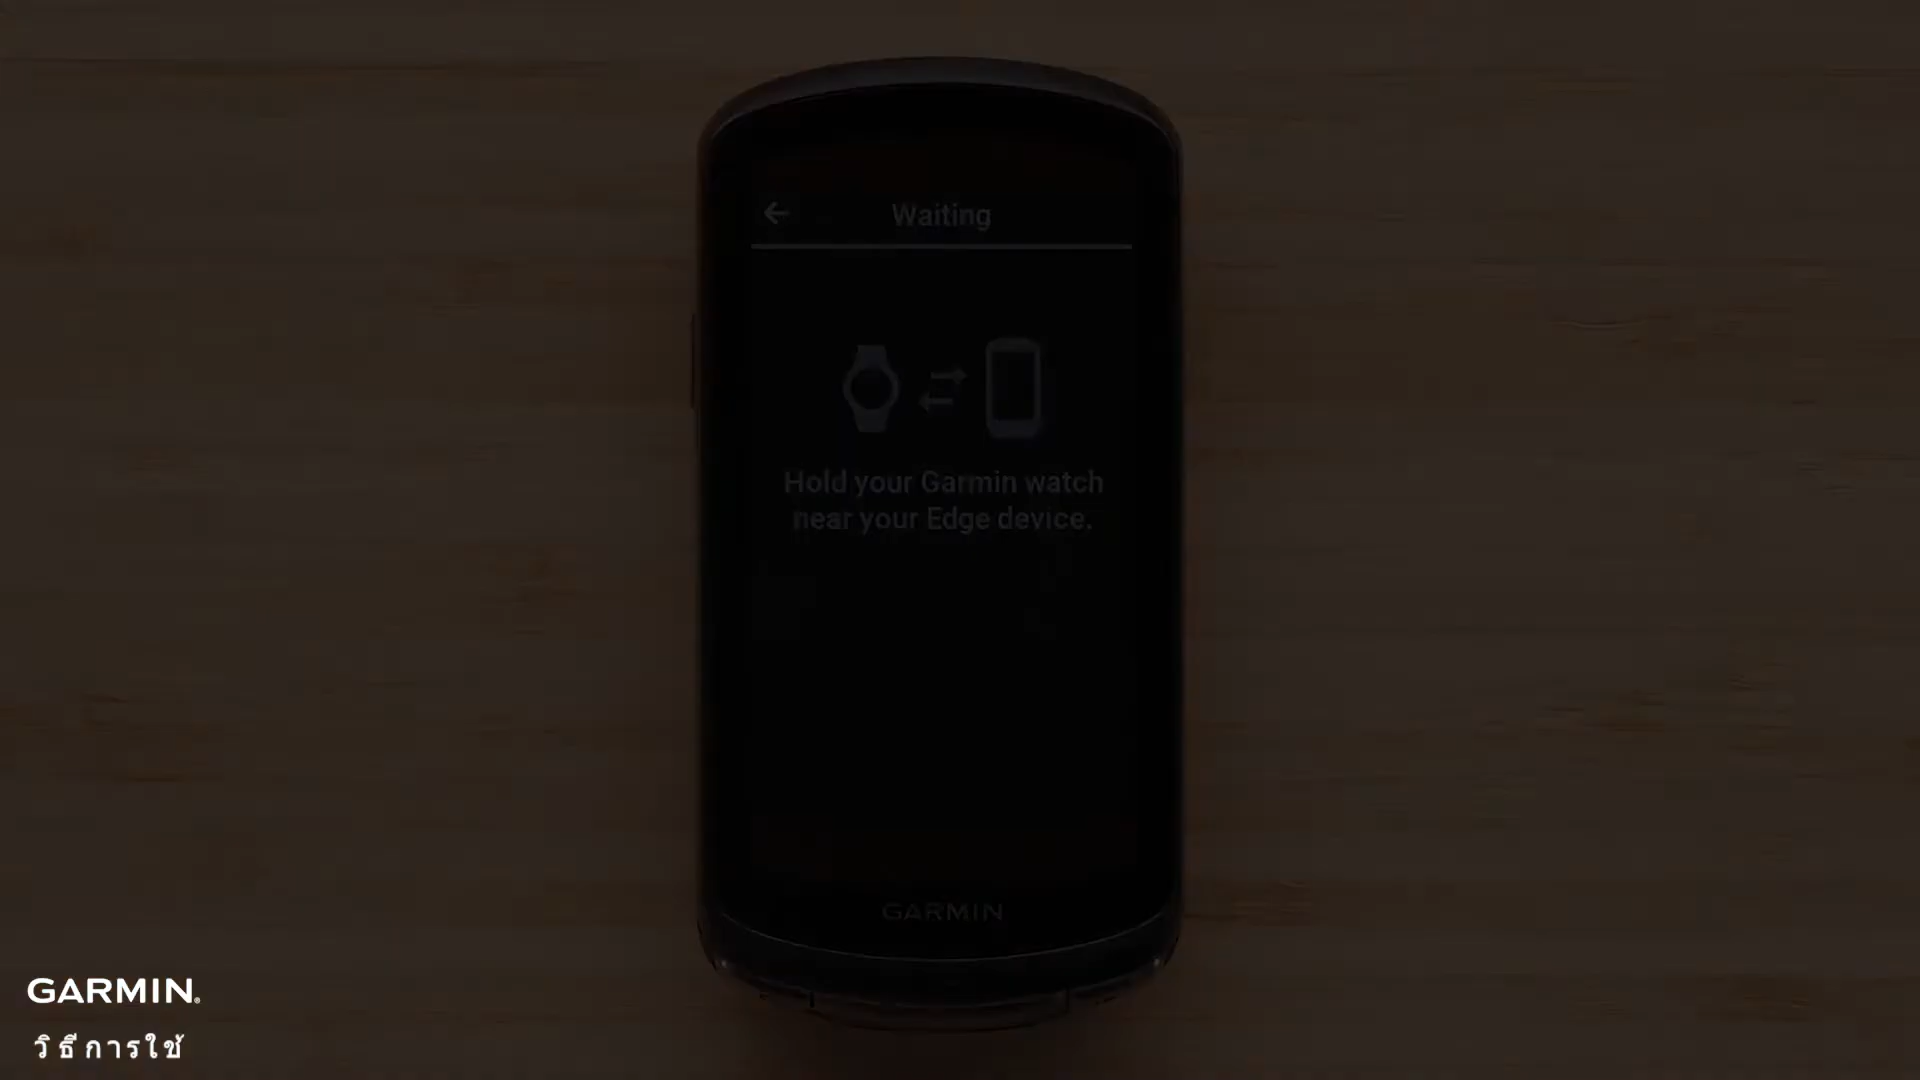 Waiting
Hold your Garmin watch
near your Edge device.
GARMIN
GARMIN®
วิธีการใช้